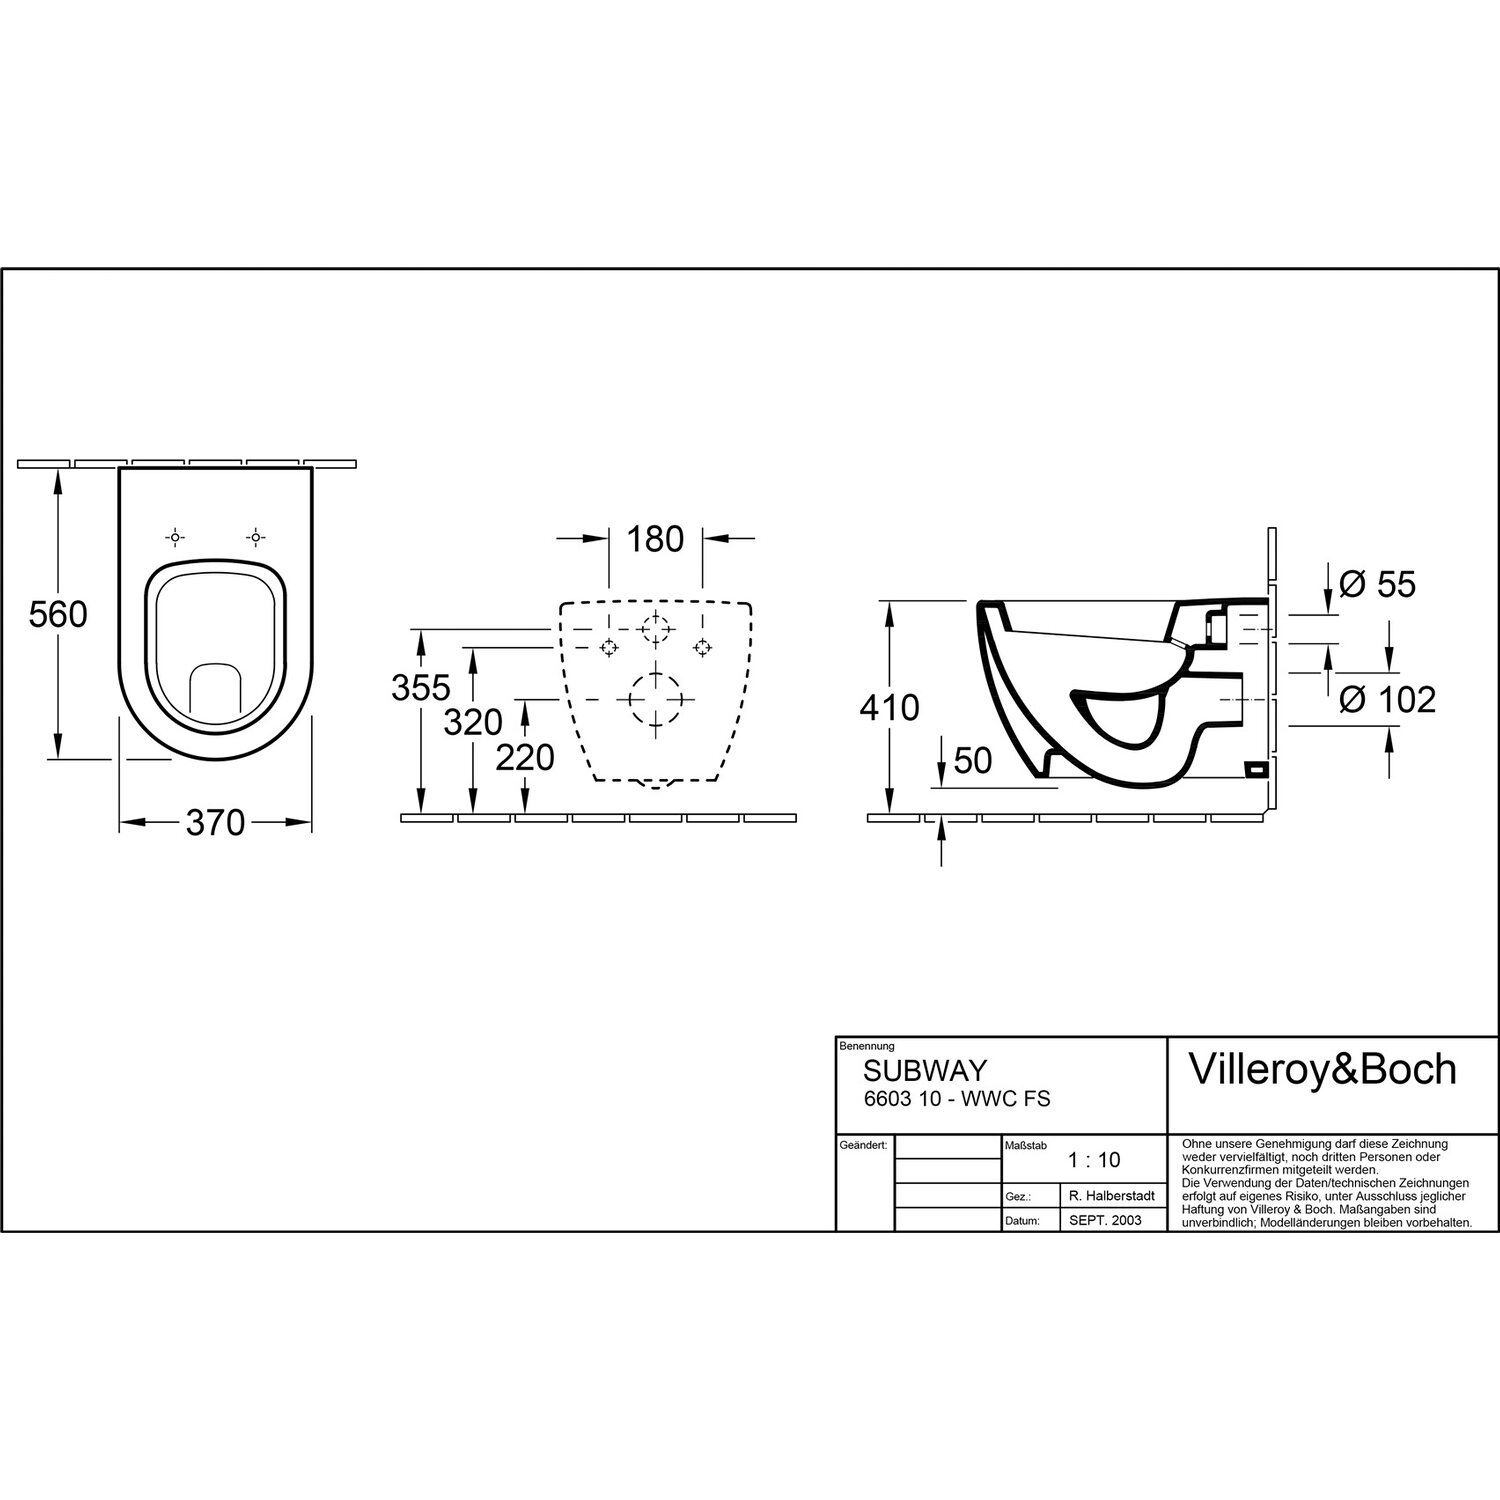 560
370
180
355
320
220
410
50
Ø 55
Ø 102
Benennung
SUBWAY
6603 10 - WWC FS
Villeroy&Boch
Geändert:
Maßstab
1 : 10
Gez.:
R. Halberstadt
Datum:
SEPT. 2003
Ohne unsere Genehmigung darf diese Zeichnung
weder vervielfältigt, noch dritten Personen oder
Konkurrenzfirmen mitgeteilt werden.
Die Verwendung der Daten/technischen Zeichnungen
erfolgt auf eigenes Risiko, unter Ausschluss jeglicher
Haftung von Villeroy & Boch. Maßangaben sind
unverbindlich; Modelländerungen bleiben vorbehalten.